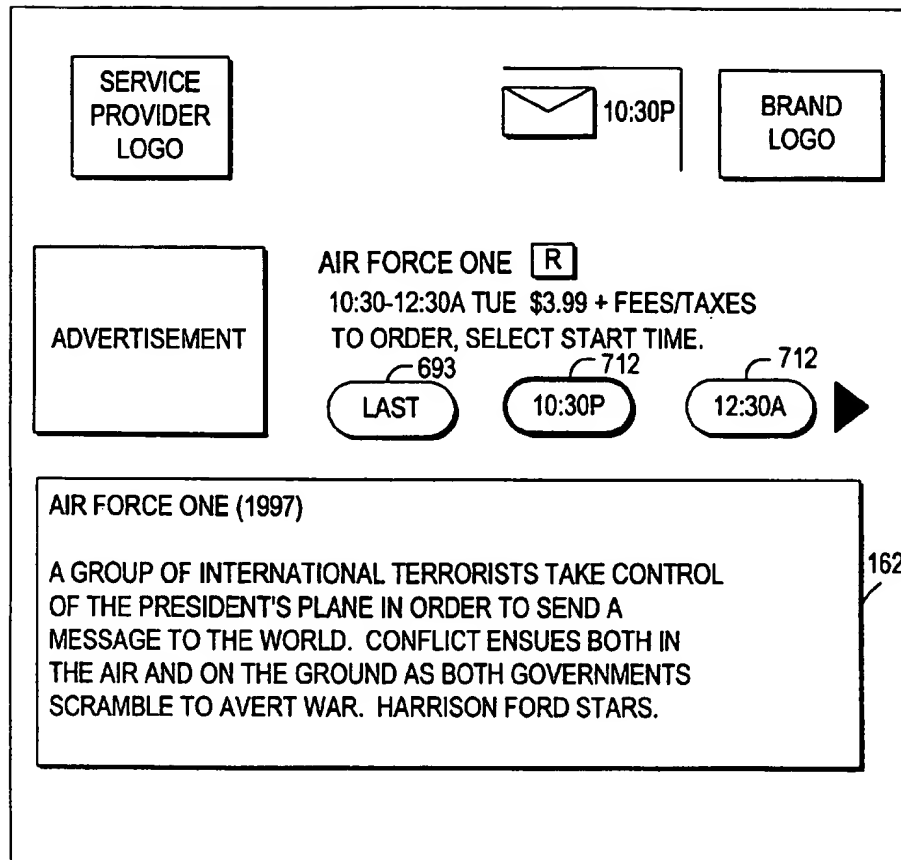 SERVICE
PROVIDER
LOGO
10:30P
BRAND
LOGO
ADVERTISEMENT
AIR FORCE ONE R
10:30-12:30A TUE $3.99 + FEES/TAXES
TO ORDER, SELECT START TIME.
693 712 712
LAST 10:30P 12:30A
AIR FORCE ONE (1997)
A GROUP OF INTERNATIONAL TERRORISTS TAKE CONTROL
OF THE PRESIDENT'S PLANE IN ORDER TO SEND A
MESSAGE TO THE WORLD. CONFLICT ENSUES BOTH IN
THE AIR AND ON THE GROUND AS BOTH GOVERNMENTS
SCRAMBLE TO AVERT WAR. HARRISON FORD STARS.
162